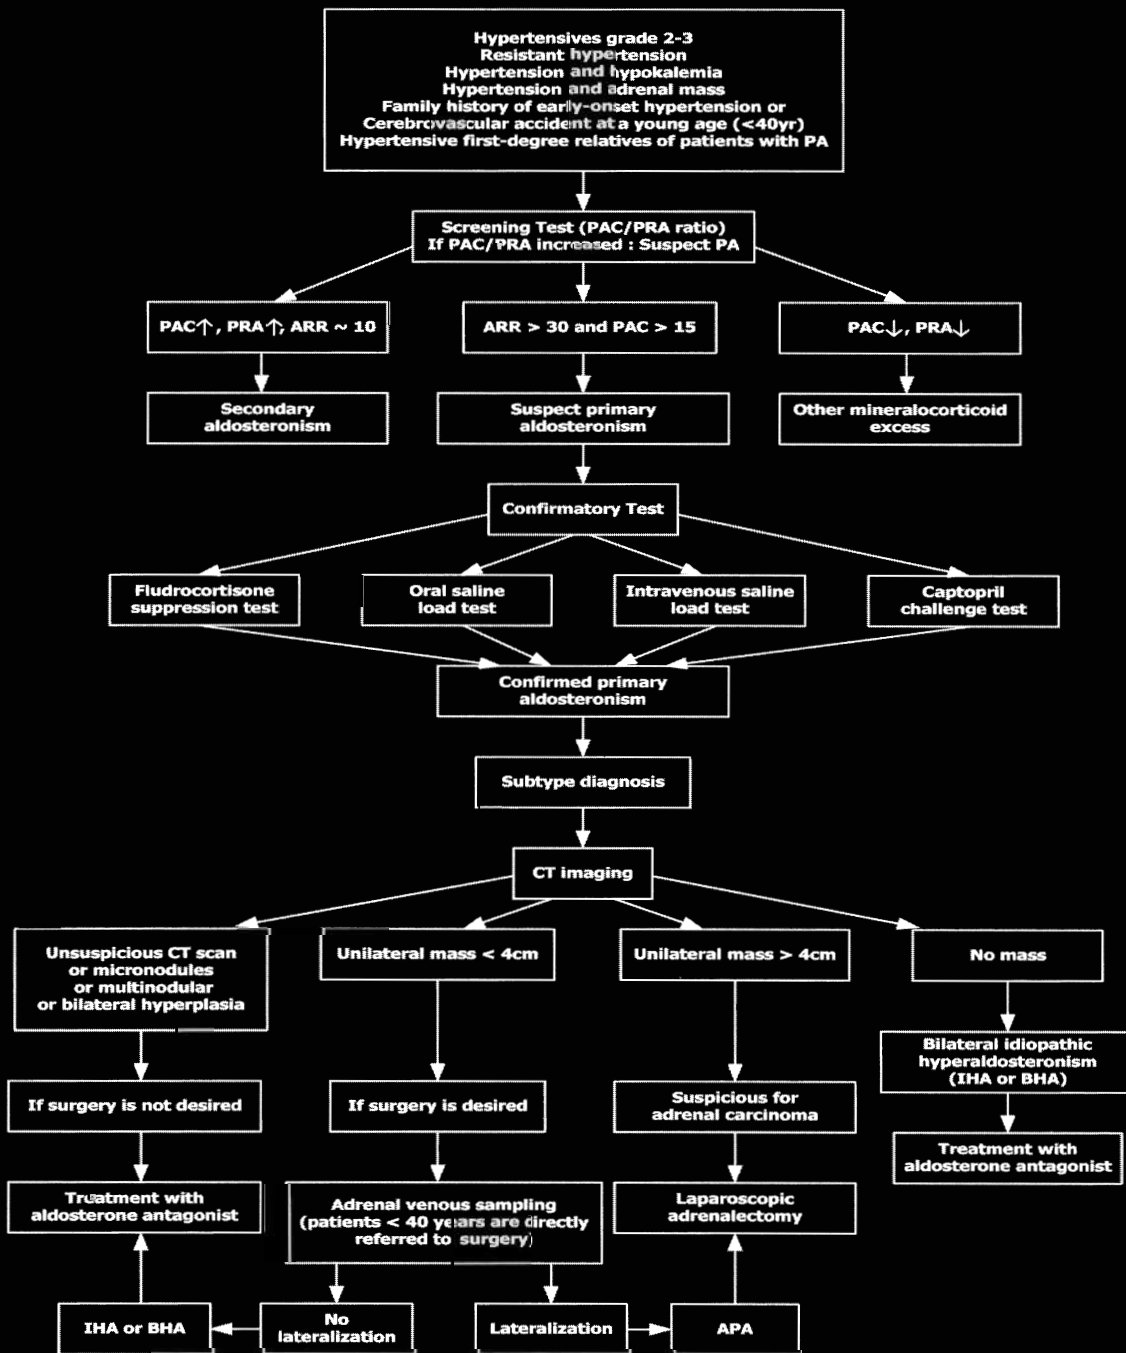 Hypertensives grade 2-3
Resistant hypertension
Hypertension and hypokalemia
Hypertension and adrenal mass
Family history of early-onset hypertension or
Cerebrovascular accident at a young age (<40yr)
Hypertensive first-degree relatives of patients with PA
Screening Test (PAC/PRA ratio)
If PAC/PRA increased : Suspect PA
PAC↑, PRA↑, ARR ~ 10
ARR > 30 and PAC > 15
PAC↓, PRA↓
Secondary
aldosteronism
Suspect primary
aldosteronism
Other mineralocorticoid
excess
Confirmatory Test
Fludrocortisone
suppression test
Oral saline
load test
Intravenous saline
load test
Captopril
challenge test
Confirmed primary
aldosteronism
Subtype diagnosis
CT imaging
Unsuspicious CT scan
or micronodules
or multinodular
or bilateral hyperplasia
Unilateral mass < 4cm
Unilateral mass > 4cm
No mass
Bilateral idiopathic
hyperaldosteronism
(IHA or BHA)
If surgery is not desired
If surgery is desired
Suspicious for
adrenal carcinoma
Treatment with
aldosterone antagonist
Treatment with
aldosterone antagonist
Adrenal venous sampling
(patients < 40 years are directly
referred to surgery)
Laparoscopic
adrenalectomy
IHA or BHA
No
lateralization
Lateralization
APA